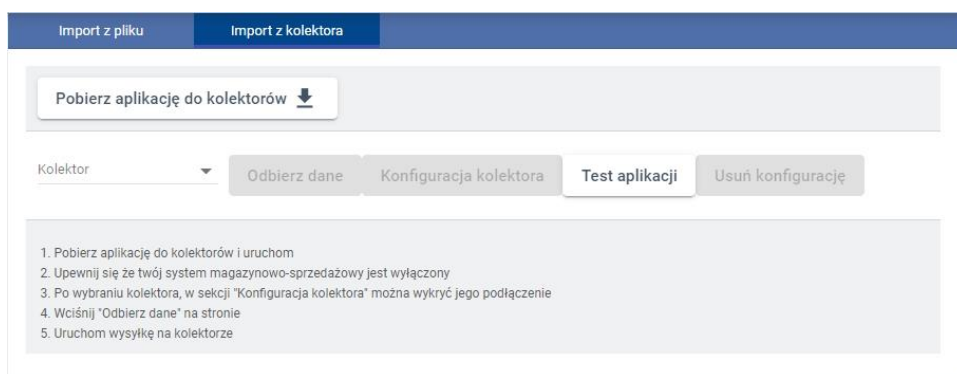 Import z pliku
Import z kolektora
Pobierz aplikację do kolektorów
Kolektor
Odbierz dane
Konfiguracja kolektora
Test aplikacji
Usuń konfigurację
1. Pobierz aplikację do kolektorów i uruchom
2. Upewnij się że twój system magazynowo-sprzedażowy jest wyłączony
3. Po wybraniu kolektora, w sekcji "Konfiguracja kolektora" można wykryć jego podłączenie
4. Wciśnij "Odbierz dane" na stronie
5. Uruchom wysyłkę na kolektorze